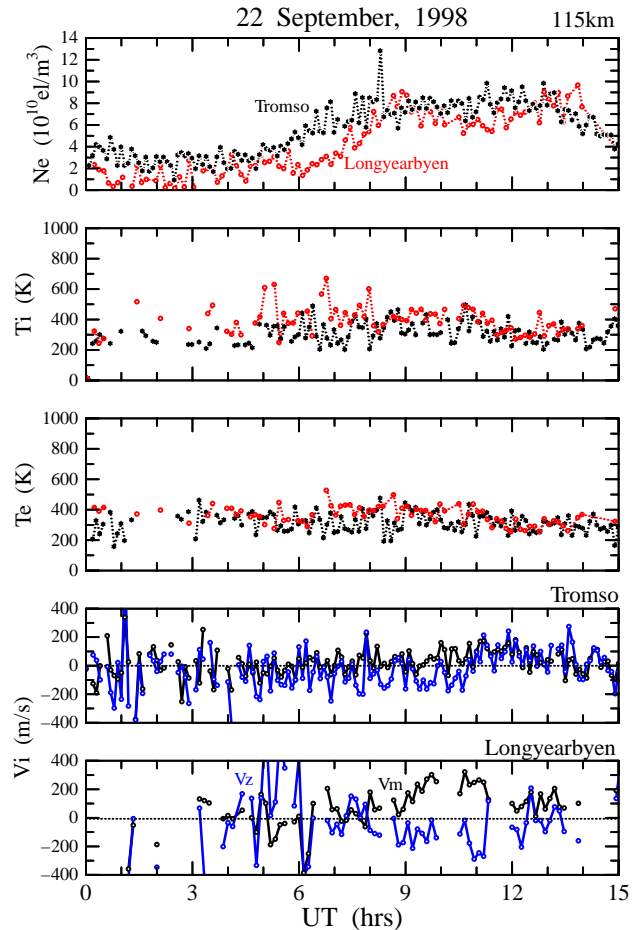 22 September, 1998 115km
14
12
10
8
6
4
2
0
Ne (10^10 el/m^3)
Tromso
Longyearbyen
1000
800
600
400
200
0
Ti (K)
1000
800
600
400
200
0
Te (K)
Tromso
400
200
0
−200
−400
Vi (m/s)
Longyearbyen
400
200
0
−200
−400
Vz
Vm
0 3 6 9 12 15
UT (hrs)